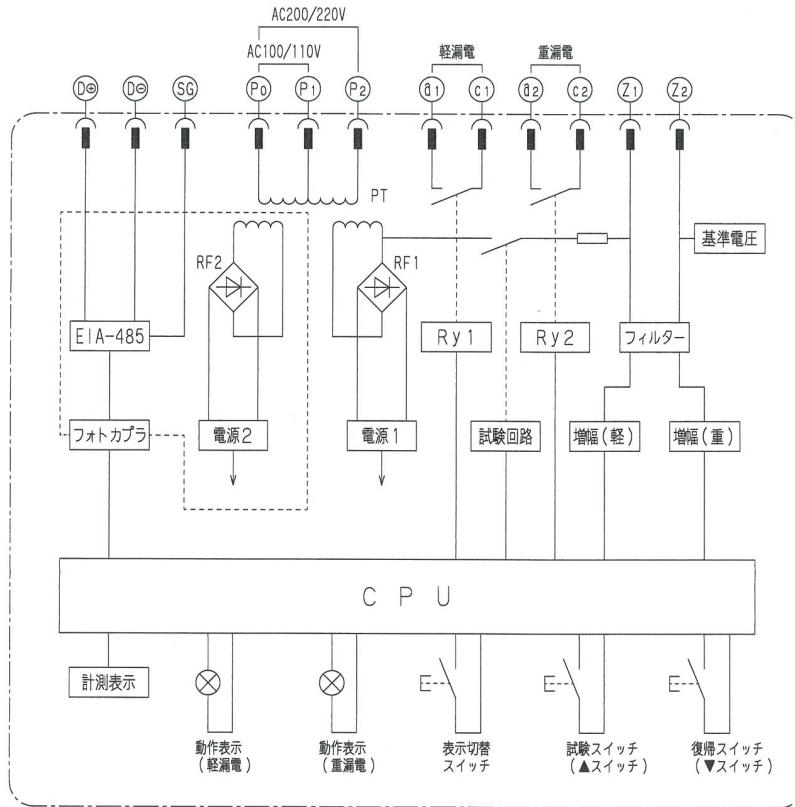 AC200/220V
AC100/110V
軽漏電
重漏電
D⊕
D⊖
SG
P0
P1
P2
a1
c1
a2
c2
Z1
Z2
PT
基準電圧
RF2
RF1
EIA-485
Ry1
Ry2
フィルター
フォトカプラ
電源2
電源1
試験回路
増幅(軽)
増幅(重)
CPU
計測表示
動作表示
(軽漏電)
動作表示
(重漏電)
表示切替
スイッチ
試験スイッチ
(▲スイッチ)
復帰スイッチ
(▼スイッチ)